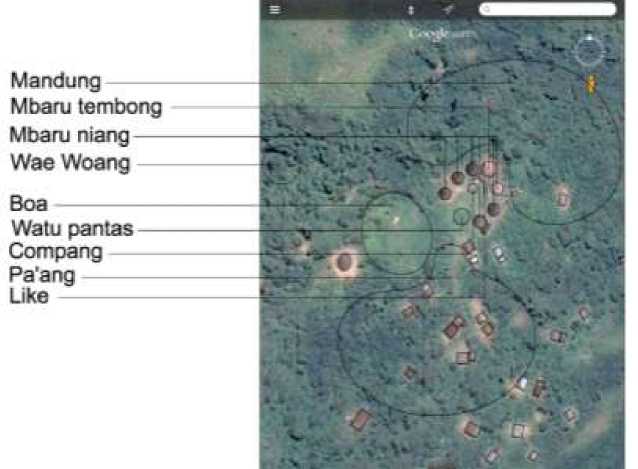 Google earth
Mandung
Mbaru tembong
Mbaru niang
Wae Woang
Boa
Watu pantas
Compang
Pa'ang
Like